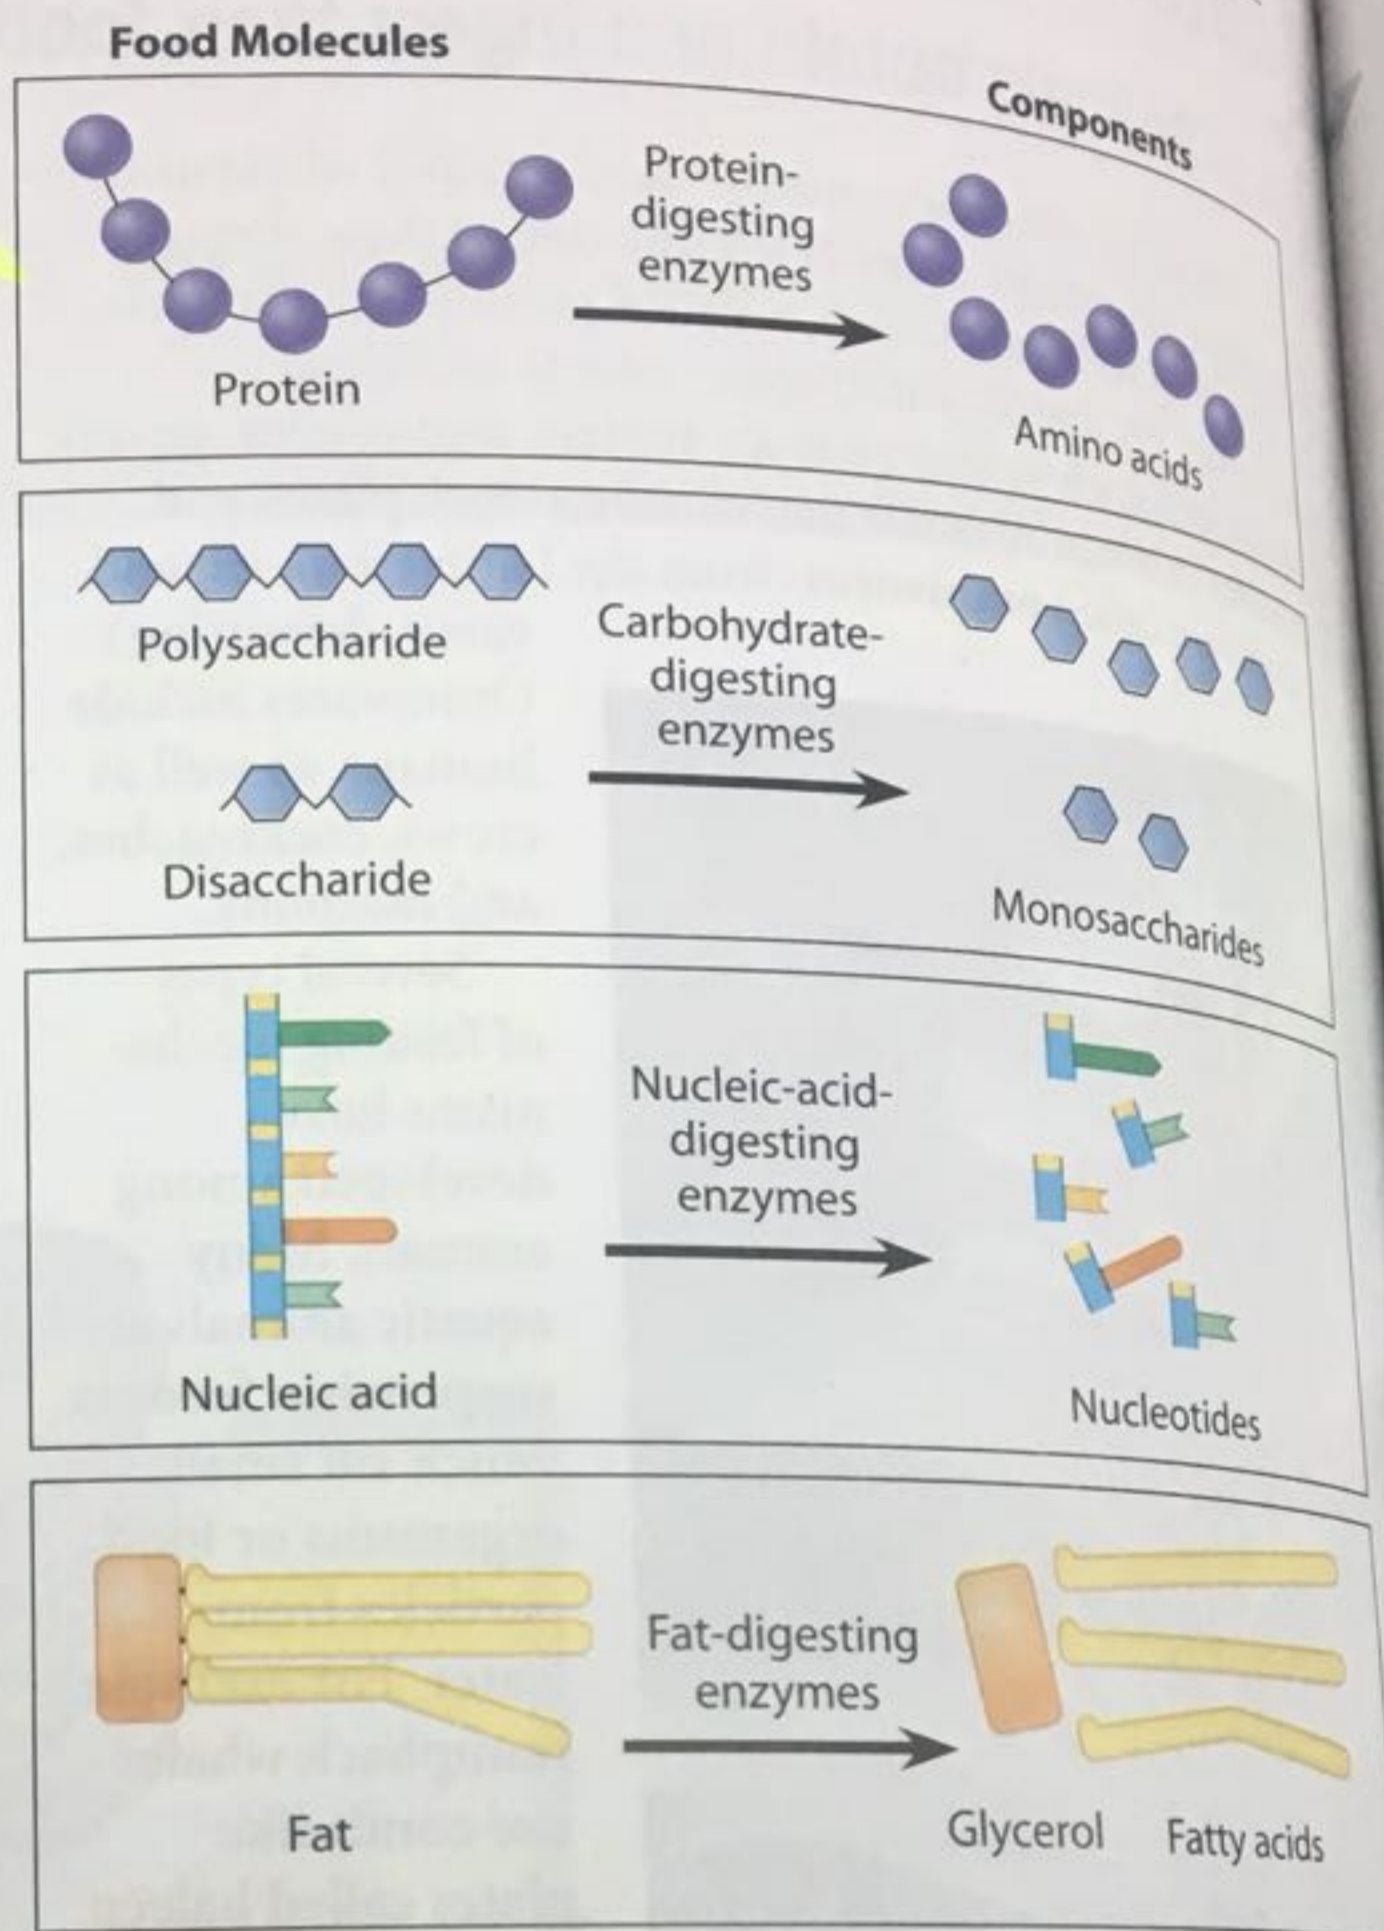 Food Molecules
Components
Protein-
digesting
enzymes
Protein
Amino acids
Polysaccharide
Carbohydrate-
digesting
enzymes
Disaccharide
Monosaccharides
Nucleic-acid-
digesting
enzymes
Nucleic acid
Nucleotides
Fat-digesting
enzymes
Fat
Glycerol
Fatty acids